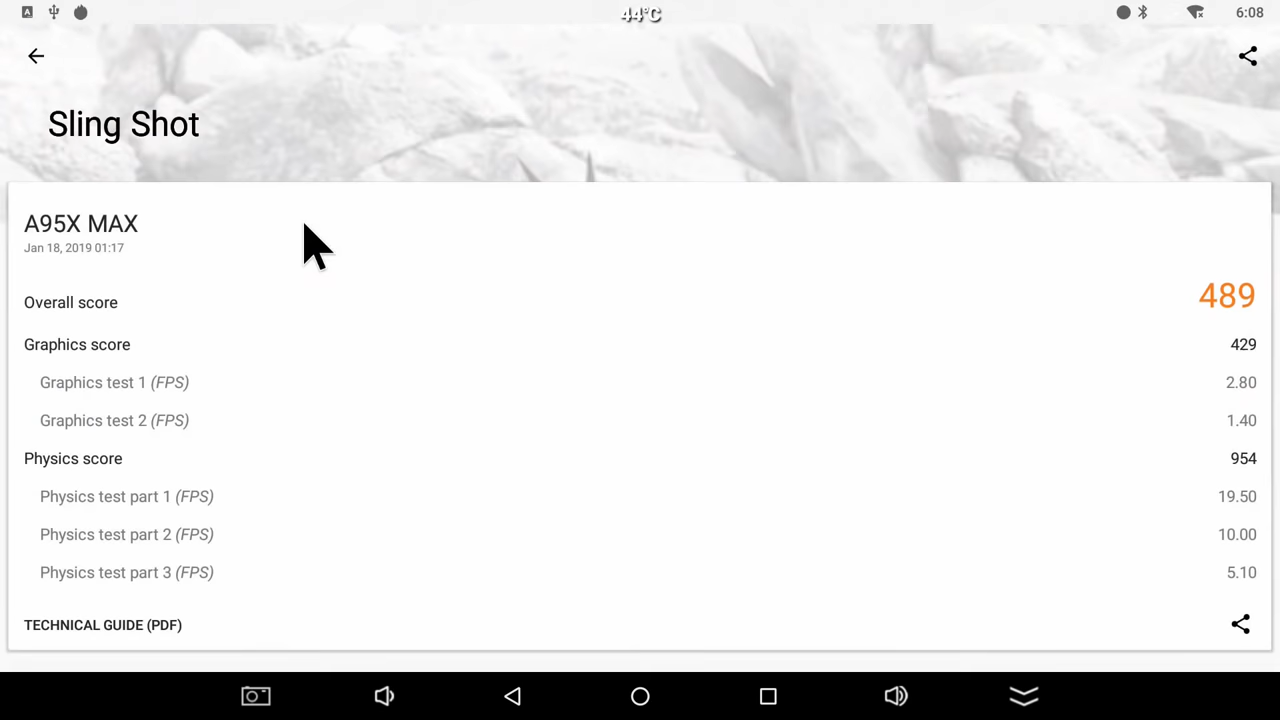 44°C
6:08
Sling Shot
A95X MAX
Jan 18, 2019 01:17
Overall score 489
Graphics score 429
Graphics test 1 (FPS) 2.80
Graphics test 2 (FPS) 1.40
Physics score 954
Physics test part 1 (FPS) 19.50
Physics test part 2 (FPS) 10.00
Physics test part 3 (FPS) 5.10
TECHNICAL GUIDE (PDF)